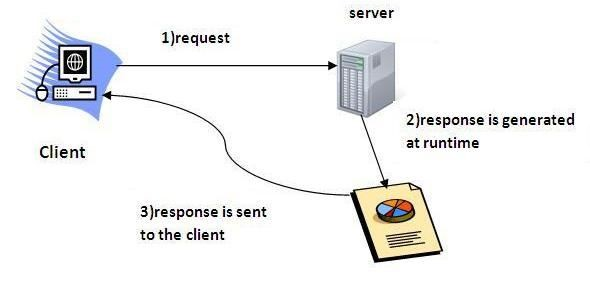 server
1)request
2)response is generated
at runtime
Client
3)response is sent
to the client